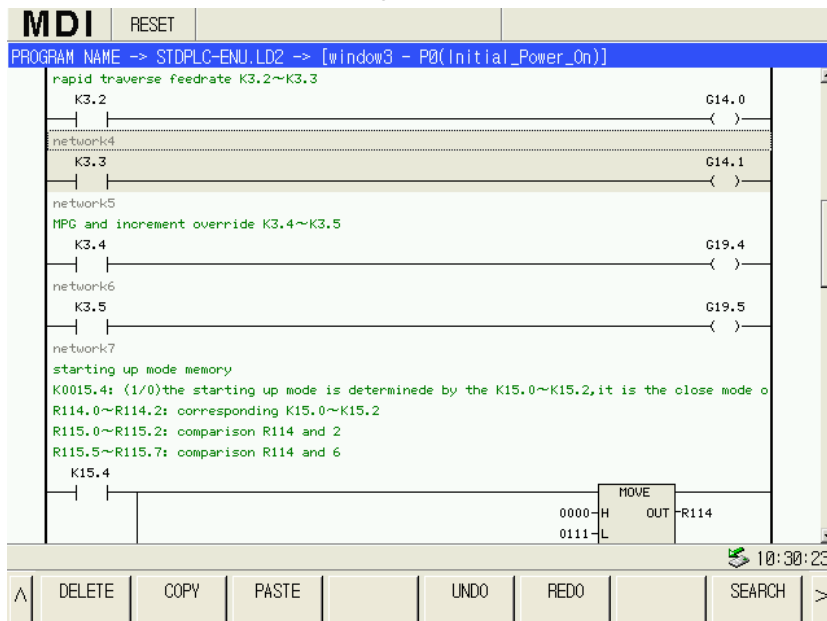 MDI RESET
PROGRAM NAME -> STDPLC-ENU.LD2 -> [window3 - P0(Initial_Power_On)]
rapid traverse feedrate K3.2~K3.3
K3.2 G14.0
network4
K3.3 G14.1
network5
MPG and increment override K3.4~K3.5
K3.4 G19.4
network6
K3.5 G19.5
network7
starting up mode memory
K0015.4: (1/0)the starting up mode is determinede by the K15.0~K15.2,it is the close mode o
R114.0~R114.2: corresponding K15.0~K15.2
R115.0~R115.2: comparison R114 and 2
R115.5~R115.7: comparison R114 and 6
K15.4
MOVE
0000-H OUT R114
0111-L
10:30:23
DELETE COPY PASTE UNDO REDO SEARCH >